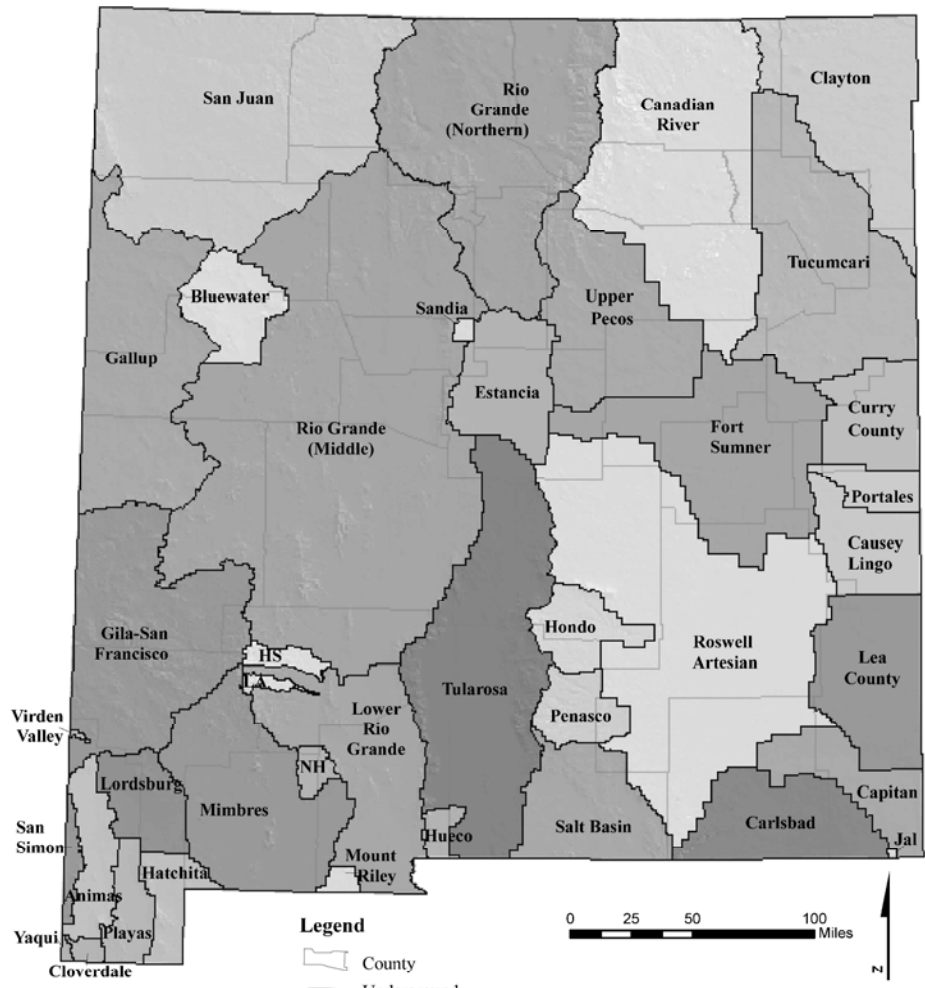 San Juan
Rio
Grande
(Northern)
Canadian
River
Clayton
Bluewater
Sandia
Upper
Pecos
Tucumcari
Gallup
Estancia
Rio Grande
(Middle)
Fort
Sumner
Curry
County
Portales
Causey
Lingo
Gila-San
Francisco
HS
LA
Hondo
Roswell
Artesian
Lea
County
Tularosa
Virden
Valley
Lower
Rio
Grande
Penasco
NH
Lordsburg
Mimbres
Capitan
San
Simon
Hueco
Salt Basin
Carlsbad
Jal
Mount
Riley
Hatchita
Animas
Yaqui
Playas
Cloverdale
Legend
County
0 25 50 100
Miles
N